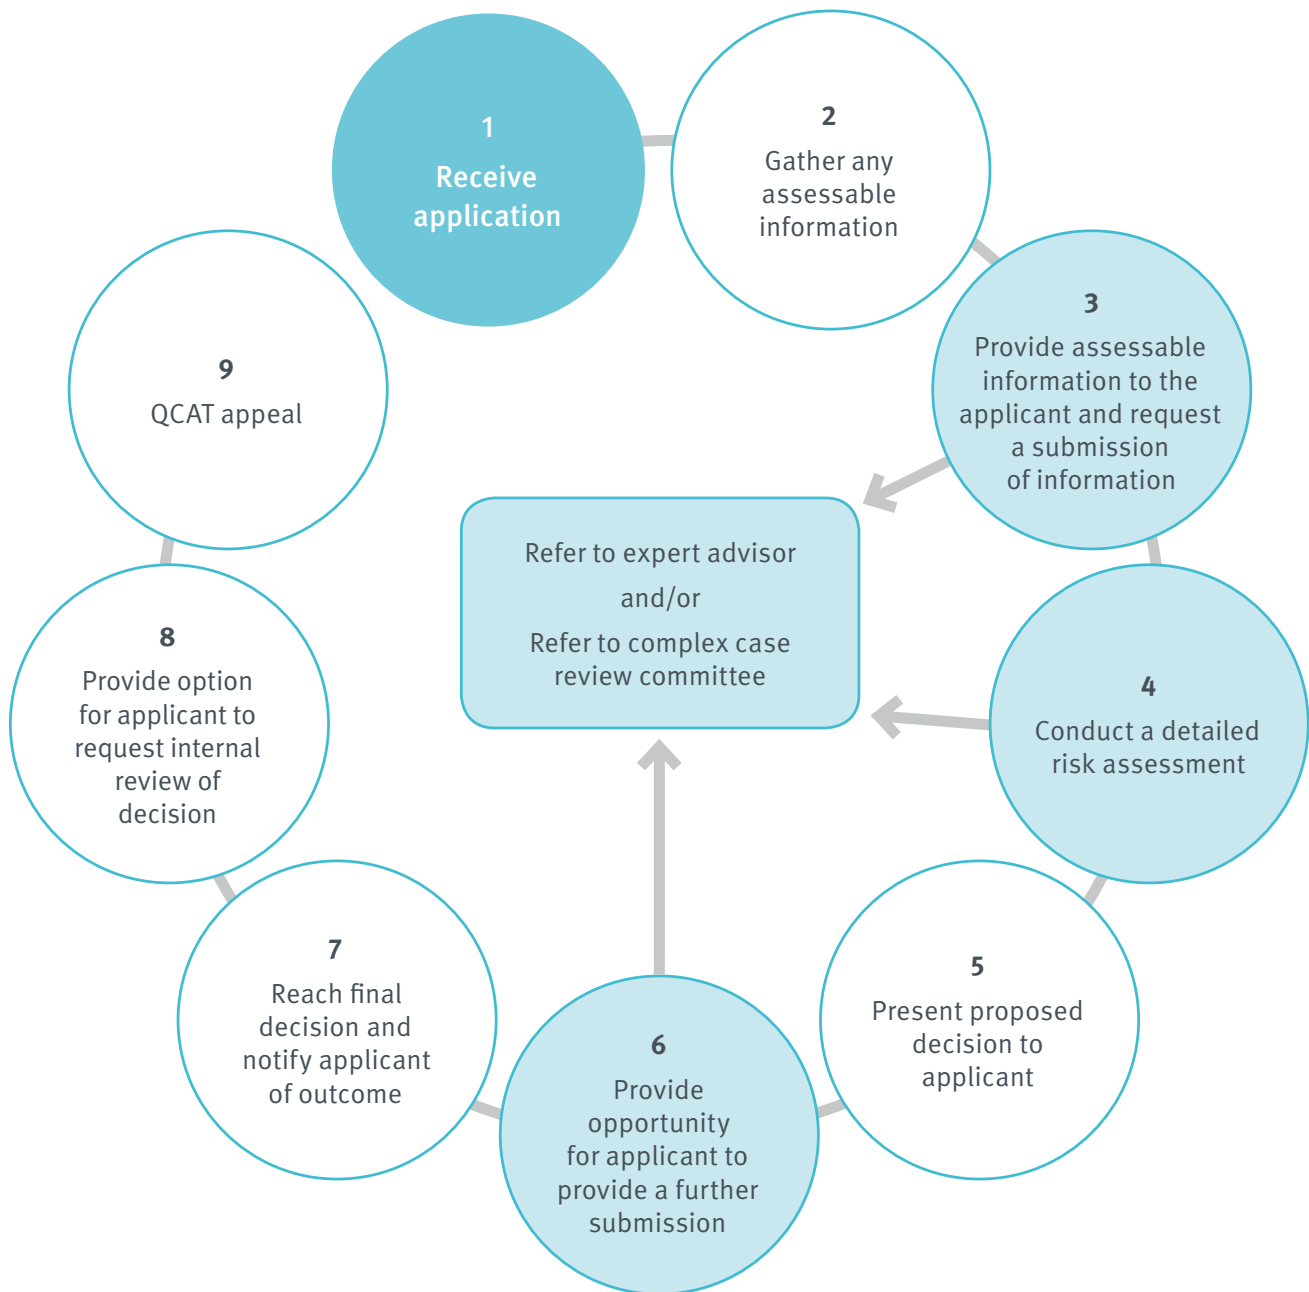 1
Receive
application
2
Gather any
assessable
information
3
Provide assessable
information to the
applicant and request
a submission
of information
4
Conduct a detailed
risk assessment
5
Present proposed
decision to
applicant
6
Provide
opportunity
for applicant to
provide a further
submission
7
Reach final
decision and
notify applicant
of outcome
8
Provide option
for applicant to
request internal
review of
decision
9
QCAT appeal
Refer to expert advisor
and/or
Refer to complex case
review committee